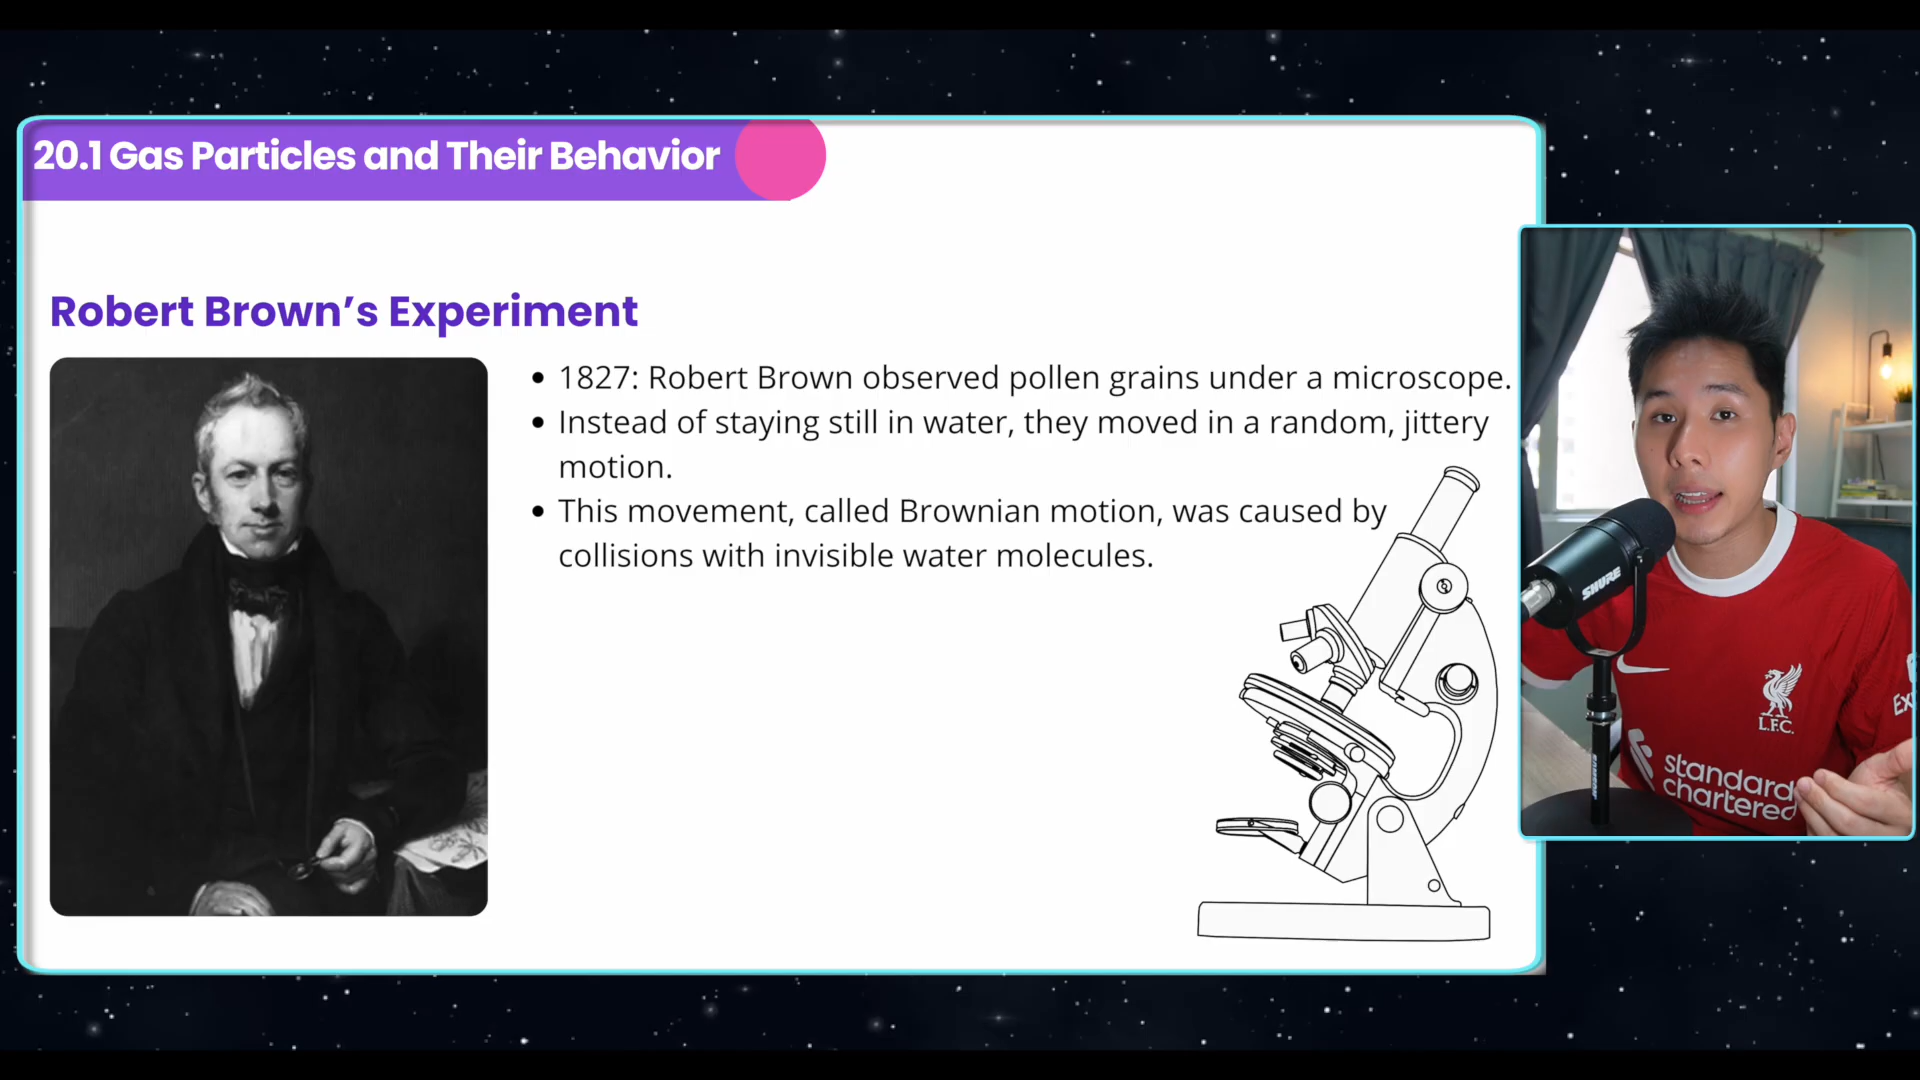 20.1 Gas Particles and Their Behavior
Robert Brown’s Experiment
• 1827: Robert Brown observed pollen grains under a microscope.
• Instead of staying still in water, they moved in a random, jittery
motion.
• This movement, called Brownian motion, was caused by
collisions with invisible water molecules.
SHURE
L.F.C.
Ex
standard
chartered